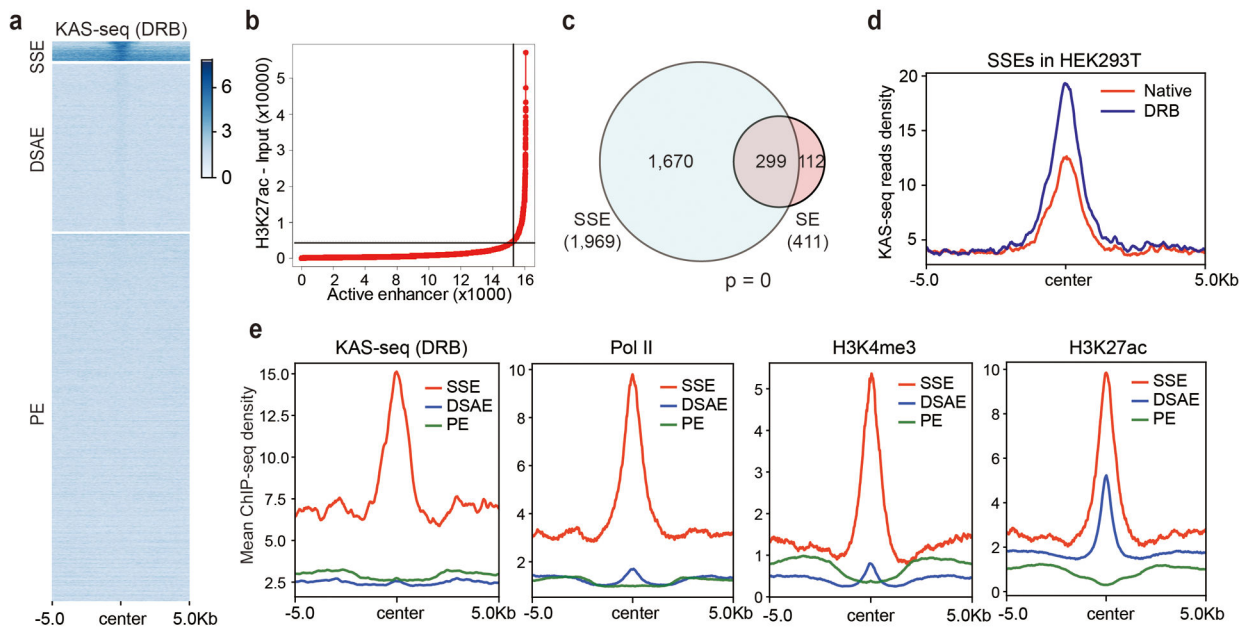 a
KAS-seq (DRB)
SSE
DSAE
PE
6
3
0
-5.0 center 5.0Kb
b
H3K27ac - Input (x10000)
5
4
3
2
1
0
0 2 4 6 8 10 12 14 16
Active enhancer (x1000)
c
1,670
299
112
SSE
(1,969)
SE
(411)
p = 0
d
SSEs in HEK293T
KAS-seq reads density
20
15
10
5
Native
DRB
-5.0 center 5.0Kb
e
Mean ChIP-seq density
KAS-seq (DRB)
15.0
12.5
10.0
7.5
5.0
2.5
SSE
DSAE
PE
-5.0 center 5.0Kb
Pol II
10
8
6
4
2
SSE
DSAE
PE
-5.0 center 5.0Kb
H3K4me3
5
4
3
2
1
0
SSE
DSAE
PE
-5.0 center 5.0Kb
H3K27ac
10
8
6
4
2
0
SSE
DSAE
PE
-5.0 center 5.0Kb